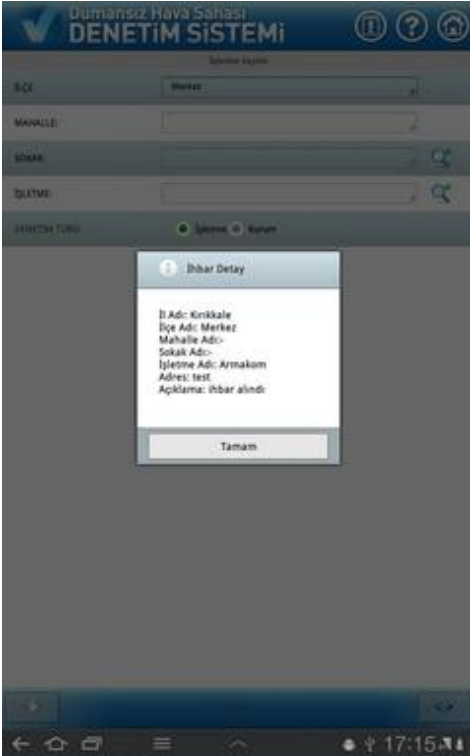 Dumansız Hava Sahası
DENETİM SİSTEMİ
İşletme Seçimi
İLÇE
Merkez
MAHALLE:
SOKAK:
İŞLETME:
DENETİM TÜRÜ
İşletme
Kurum
İhbar Detay
İl Adı: Kırıkkale
İlçe Adı: Merkez
Mahalle Adı:-
Sokak Adı:-
İşletme Adı: Armakom
Adres: test
Açıklama: ihbar alındı
Tamam
17:15